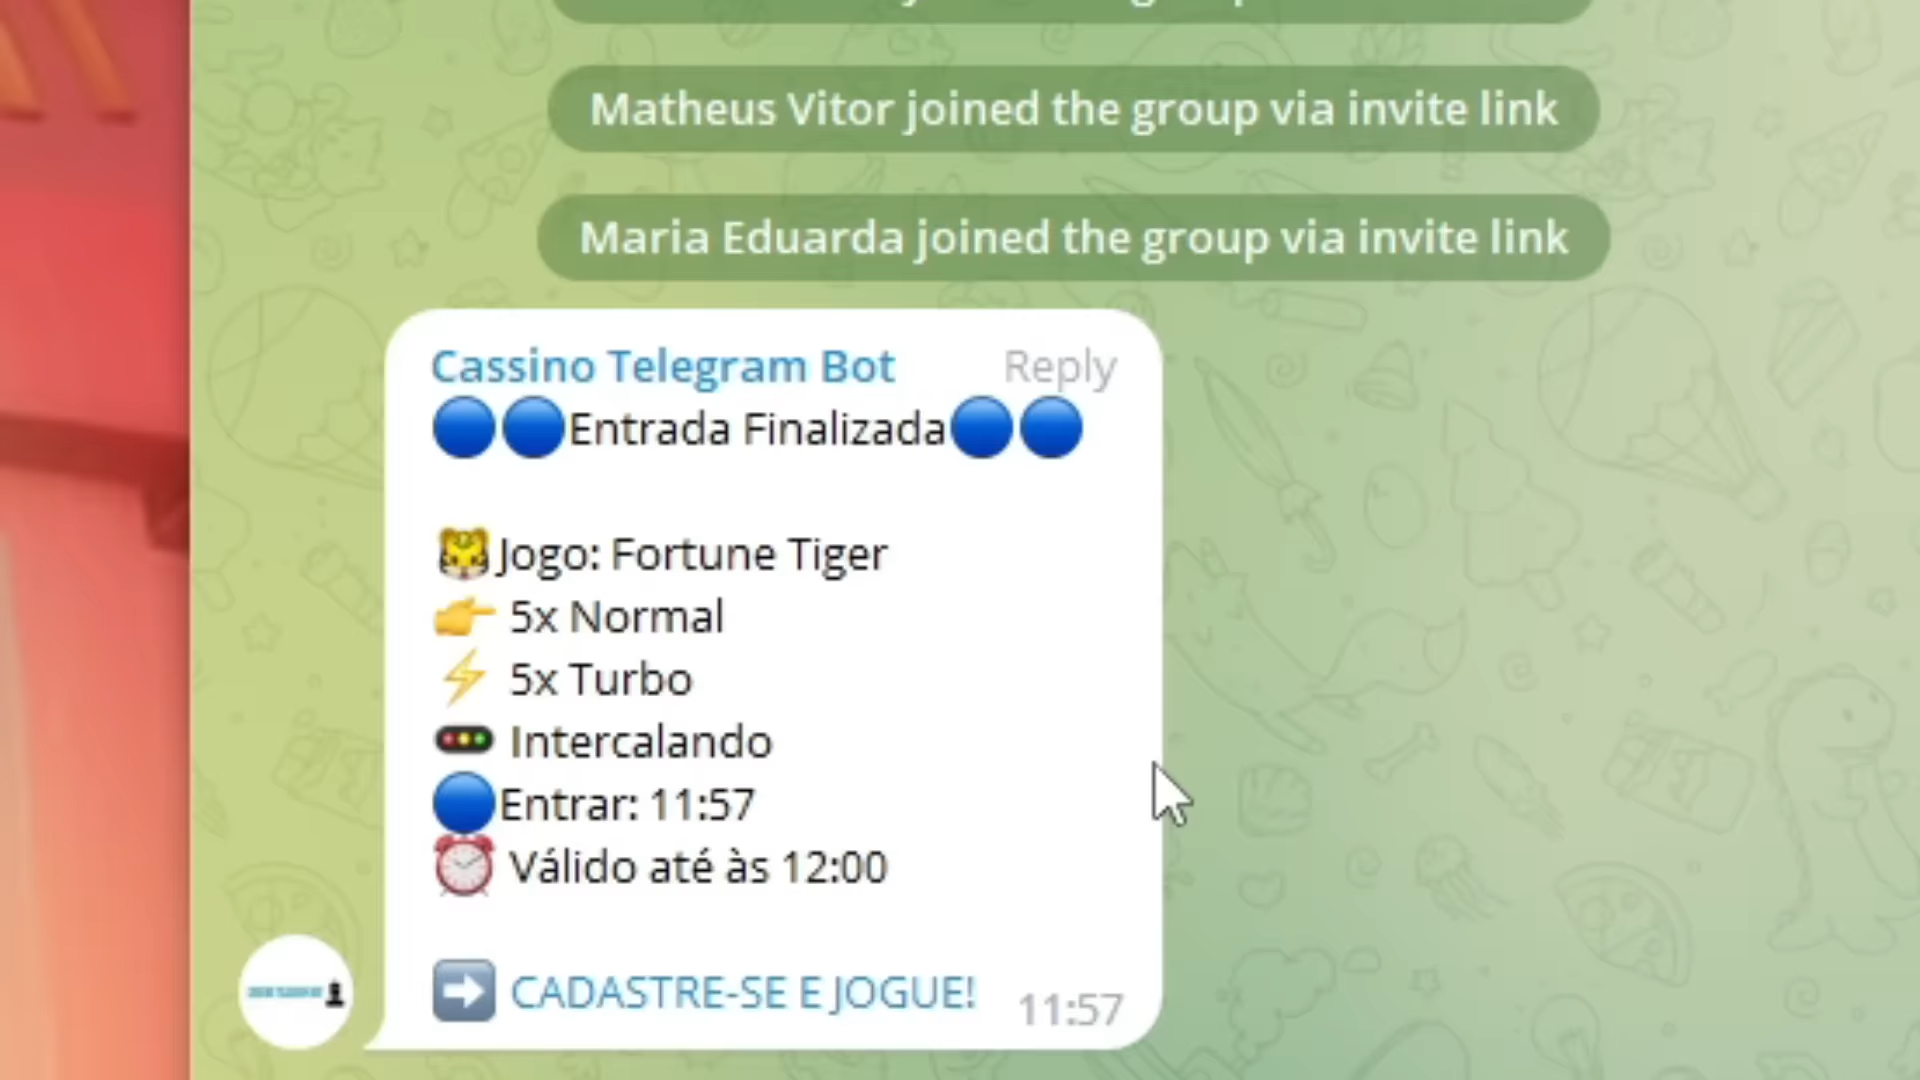 Matheus Vitor joined the group via invite link
Maria Eduarda joined the group via invite link
Cassino Telegram Bot Reply
🔵🔵Entrada Finalizada🔵🔵
🐯Jogo: Fortune Tiger
👉 5x Normal
⚡ 5x Turbo
🚥 Intercalando
🔵Entrar: 11:57
⏰ Válido até às 12:00
➡️ CADASTRE-SE E JOGUE! 11:57